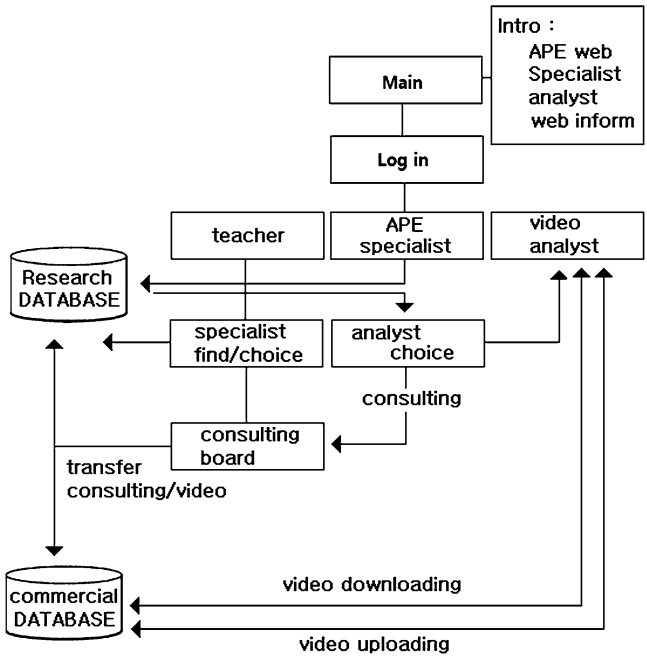 Intro :
APE web
Specialist
analyst
web inform
Main
Log in
teacher
APE
specialist
video
analyst
Research
DATABASE
specialist
find/choice
analyst
choice
consulting
consulting
board
transfer
consulting/video
commercial
DATABASE
video downloading
video uploading